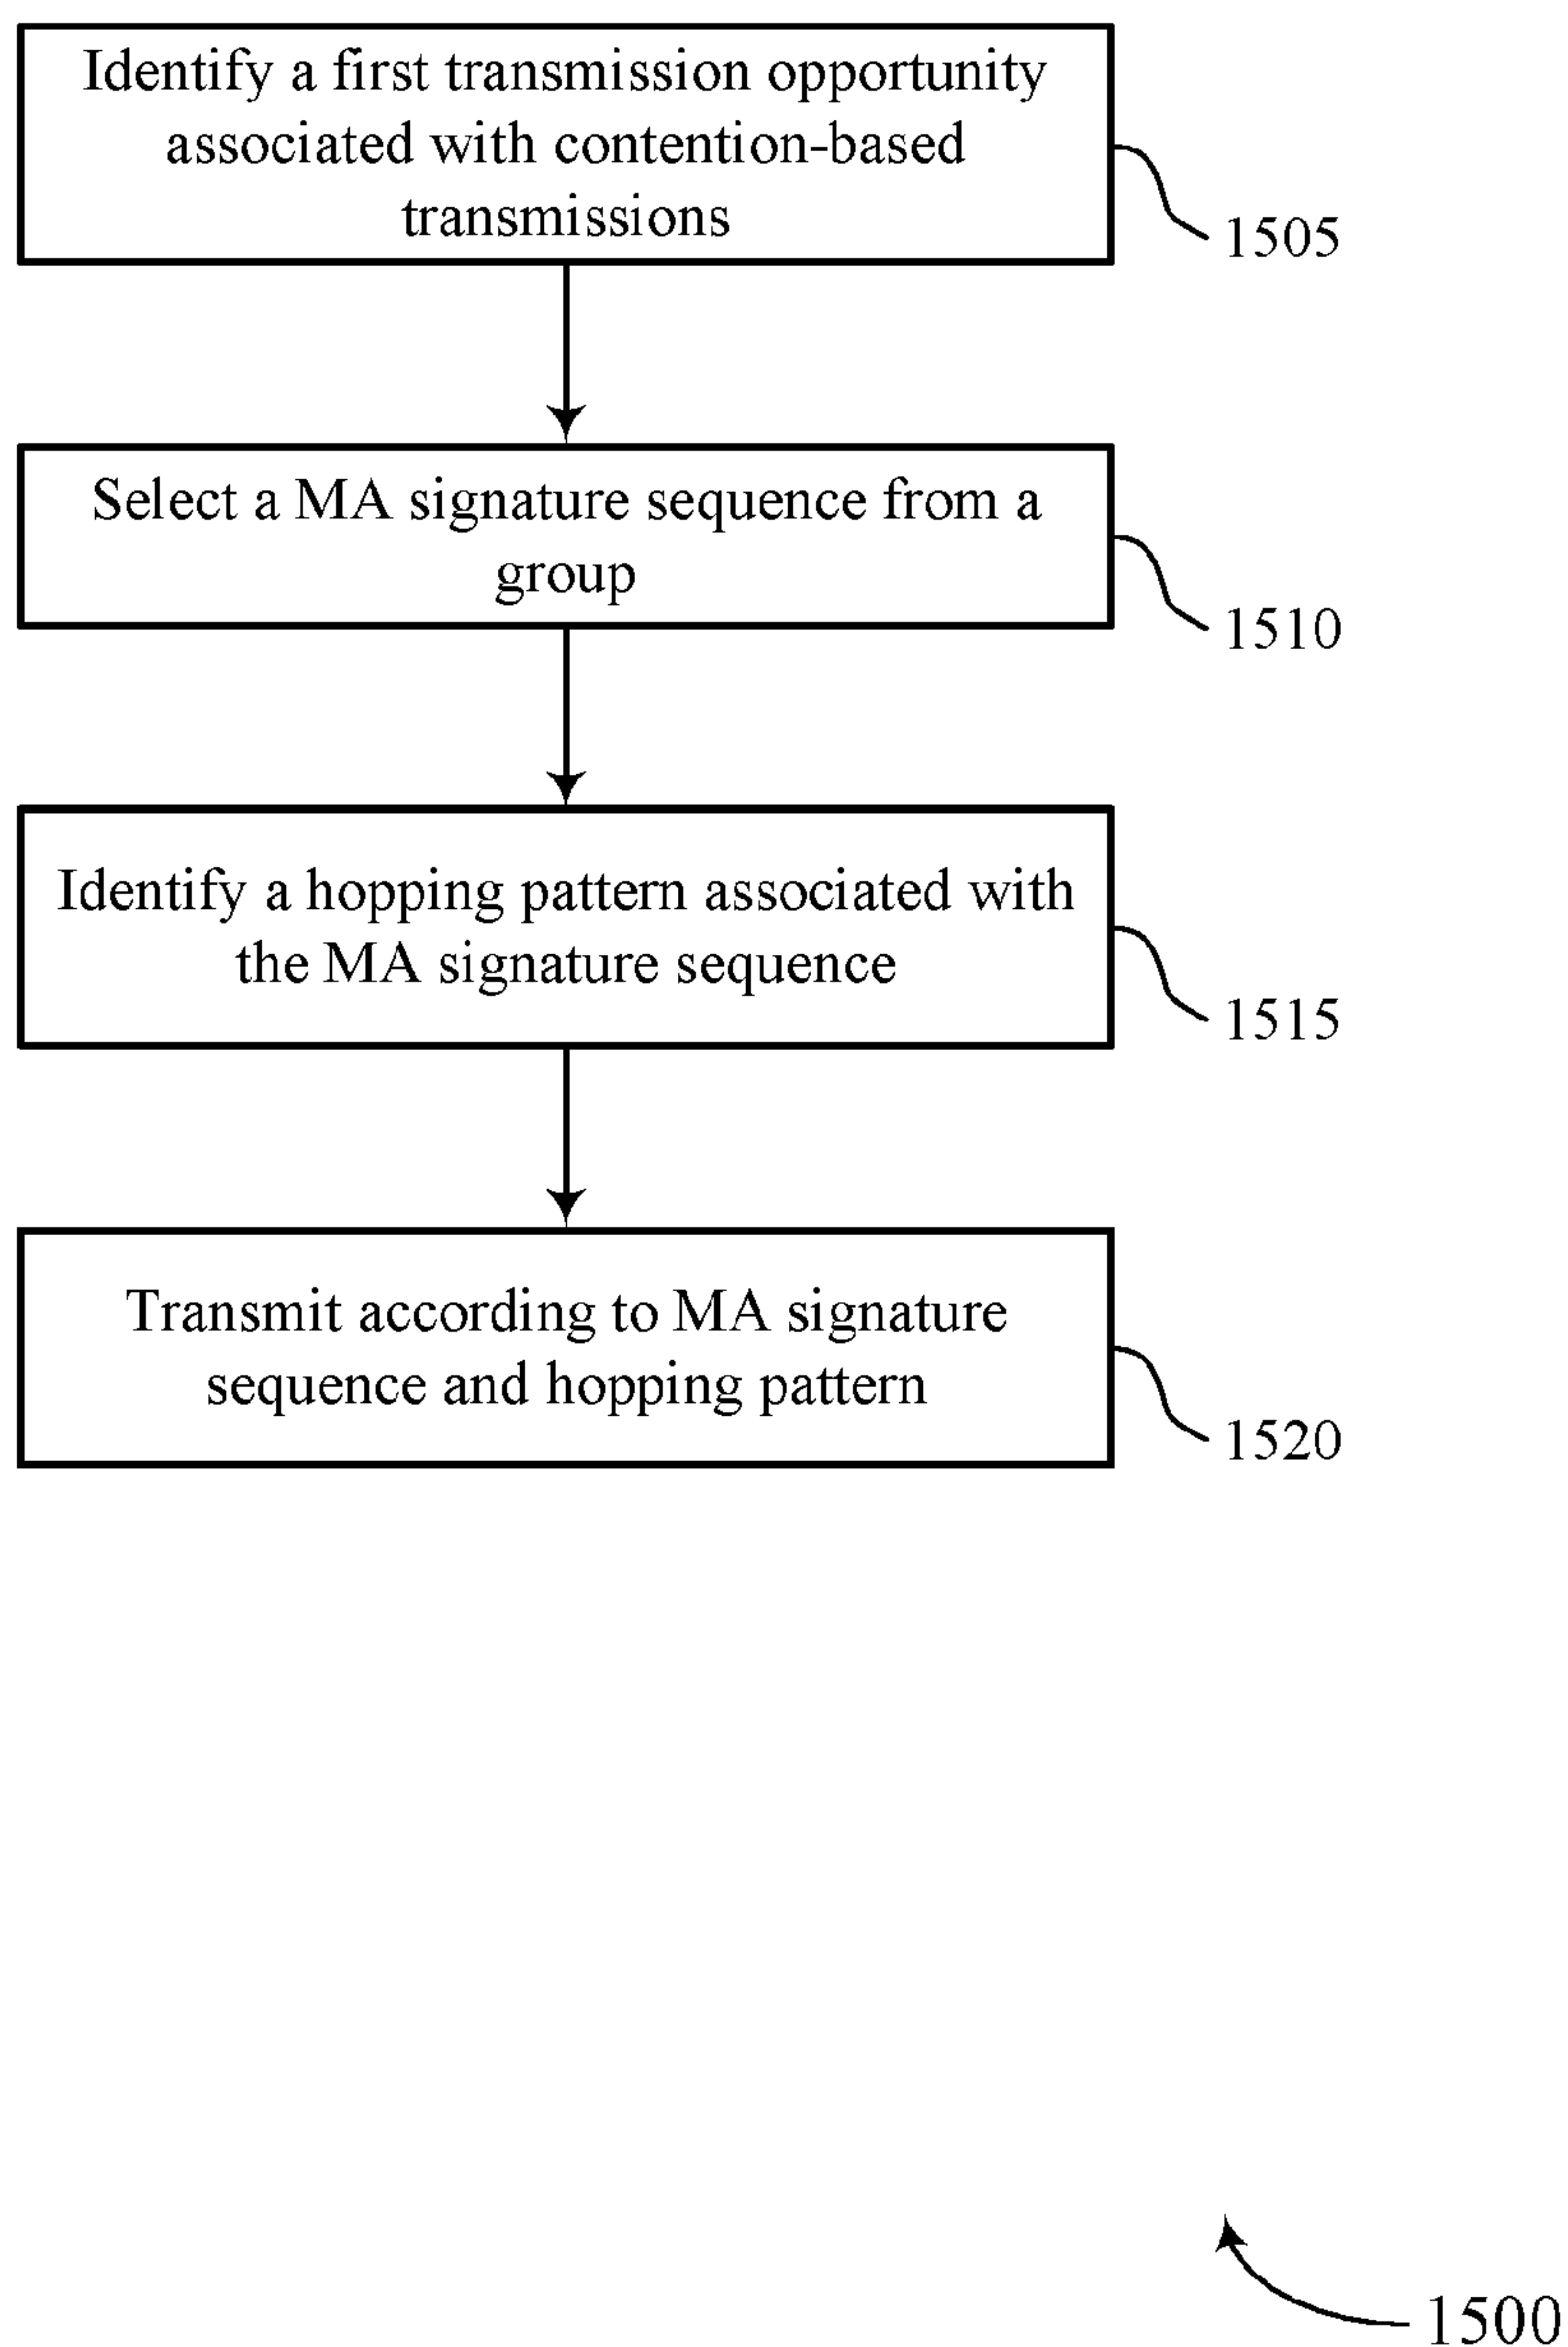 Identify a first transmission opportunity
associated with contention-based
transmissions
1505
Select a MA signature sequence from a
group
1510
Identify a hopping pattern associated with
the MA signature sequence
1515
Transmit according to MA signature
sequence and hopping pattern
1520
1500